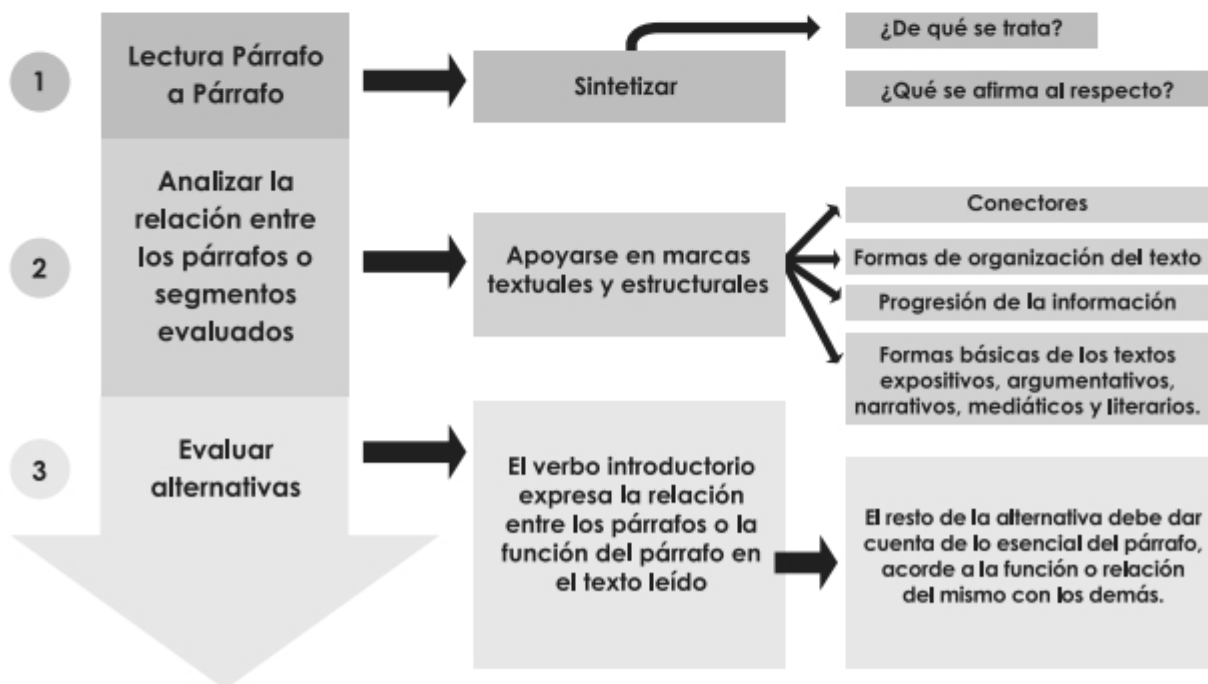 1
Lectura Párrafo
a Párrafo
Sintetizar
¿De qué se trata?
¿Qué se afirma al respecto?
2
Analizar la
relación entre
los párrafos o
segmentos
evaluados
Apoyarse en marcas
textuales y estructurales
Conectores
Formas de organización del texto
Progresión de la información
Formas básicas de los textos
expositivos, argumentativos,
narrativos, mediáticos y literarios.
3
Evaluar
alternativas
El verbo introductorio
expresa la relación
entre los párrafos o la
función del párrafo en
el texto leído
El resto de la alternativa debe dar
cuenta de lo esencial del párrafo,
acorde a la función o relación
del mismo con los demás.